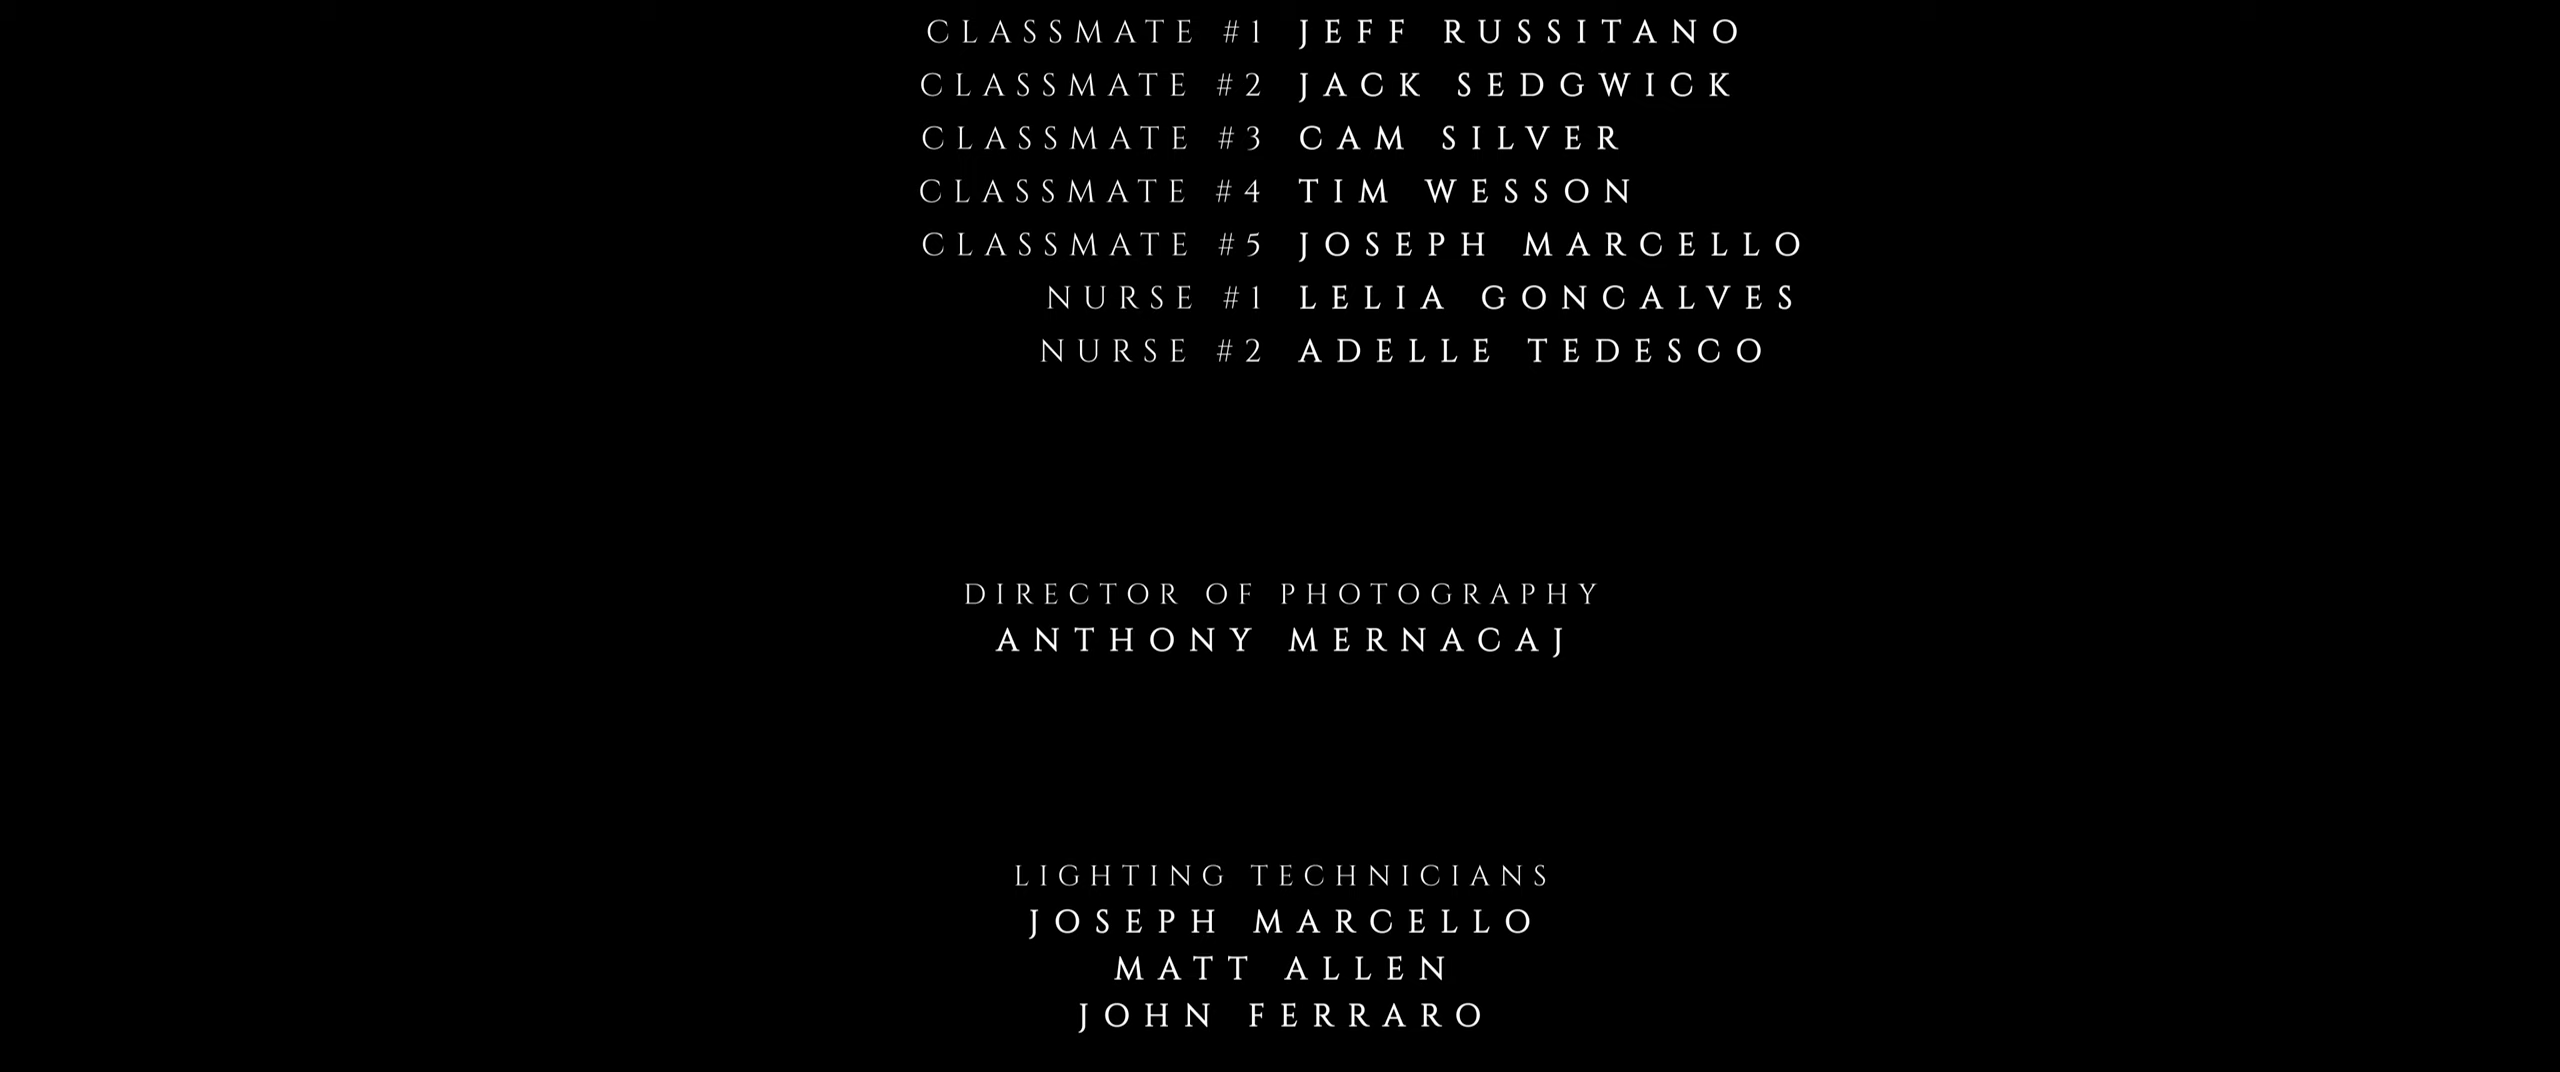 CLASSMATE #1 JEFF RUSSITANO
CLASSMATE #2 JACK SEDGWICK
CLASSMATE #3 CAM SILVER
CLASSMATE #4 TIM WESSON
CLASSMATE #5 JOSEPH MARCELLO
NURSE #1 LELIA GONCALVES
NURSE #2 ADELLE TEDESCO
DIRECTOR OF PHOTOGRAPHY
ANTHONY MERNACAJ
LIGHTING TECHNICIANS
JOSEPH MARCELLO
MATT ALLEN
JOHN FERRARO